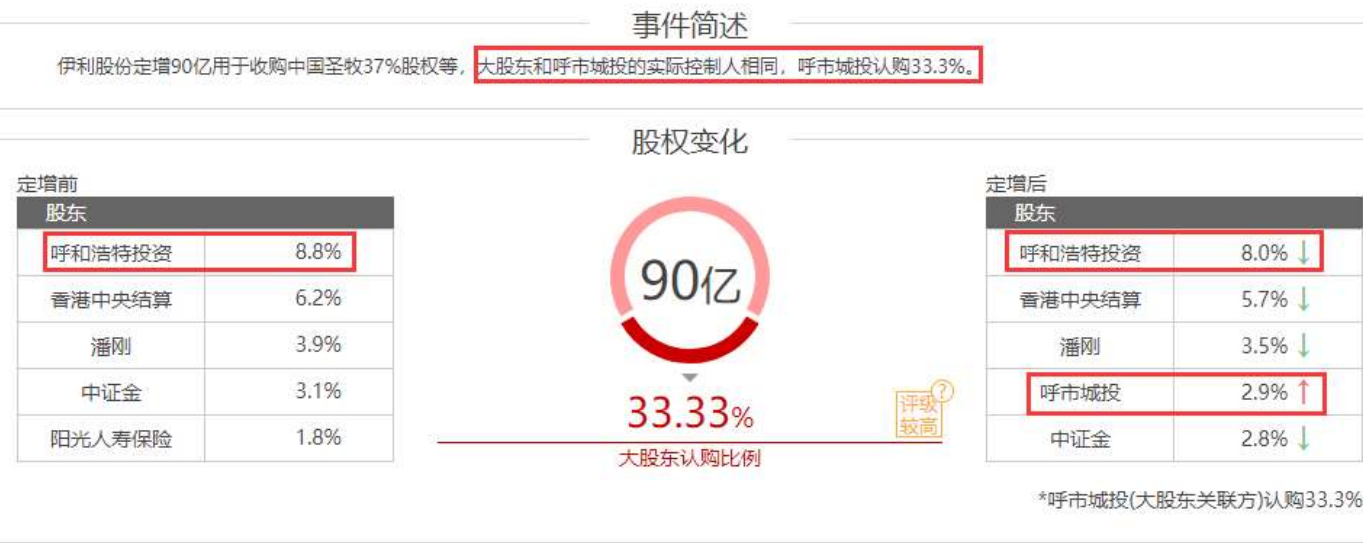 事件简述
伊利股份定增90亿用于收购中国圣牧37%股权等，大股东和呼市城投的实际控制人相同，呼市城投认购33.3%。
股权变化
定增前
股东
呼和浩特投资 8.8%
香港中央结算 6.2%
潘刚 3.9%
中证金 3.1%
阳光人寿保险 1.8%
90亿
33.33%
大股东认购比例
评级
较高
?
定增后
股东
呼和浩特投资 8.0% ↓
香港中央结算 5.7% ↓
潘刚 3.5% ↓
呼市城投 2.9% ↑
中证金 2.8% ↓
*呼市城投(大股东关联方)认购33.3%